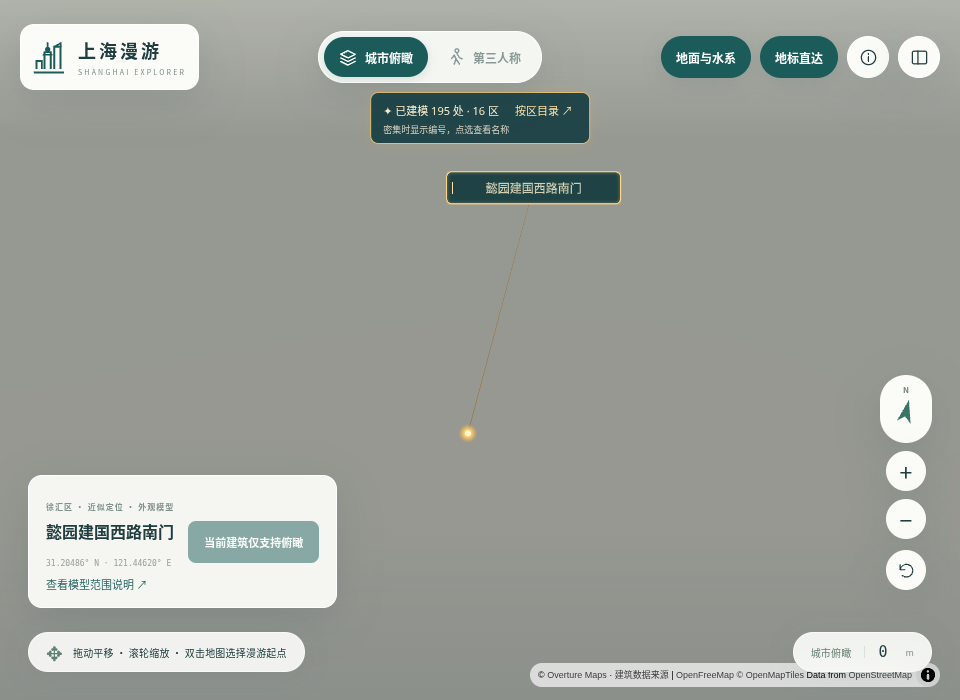 上海漫游
SHANGHAI EXPLORER
城市俯瞰
第三人称
地面与水系
地标直达
✦ 已建模 195 处 · 16 区 按区目录 ↗
密集时显示编号，点选查看名称
懿园建国西路南门
N
+
−
徐汇区 · 近似定位 · 外观模型
懿园建国西路南门
当前建筑仅支持俯瞰
31.20486° N · 121.44620° E
查看模型范围说明 ↗
拖动平移 · 滚轮缩放 · 双击地图选择漫游起点
城市俯瞰 0 m
© Overture Maps · 建筑数据来源 | OpenFreeMap © OpenMapTiles Data from OpenStreetMap